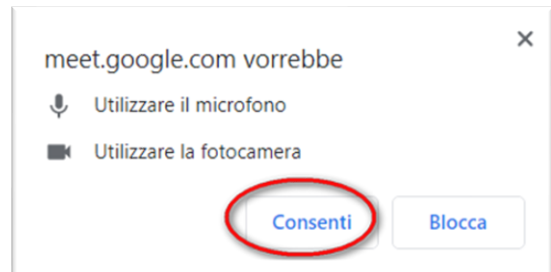 meet.google.com vorrebbe
Utilizzare il microfono
Utilizzare la fotocamera
Consenti Blocca